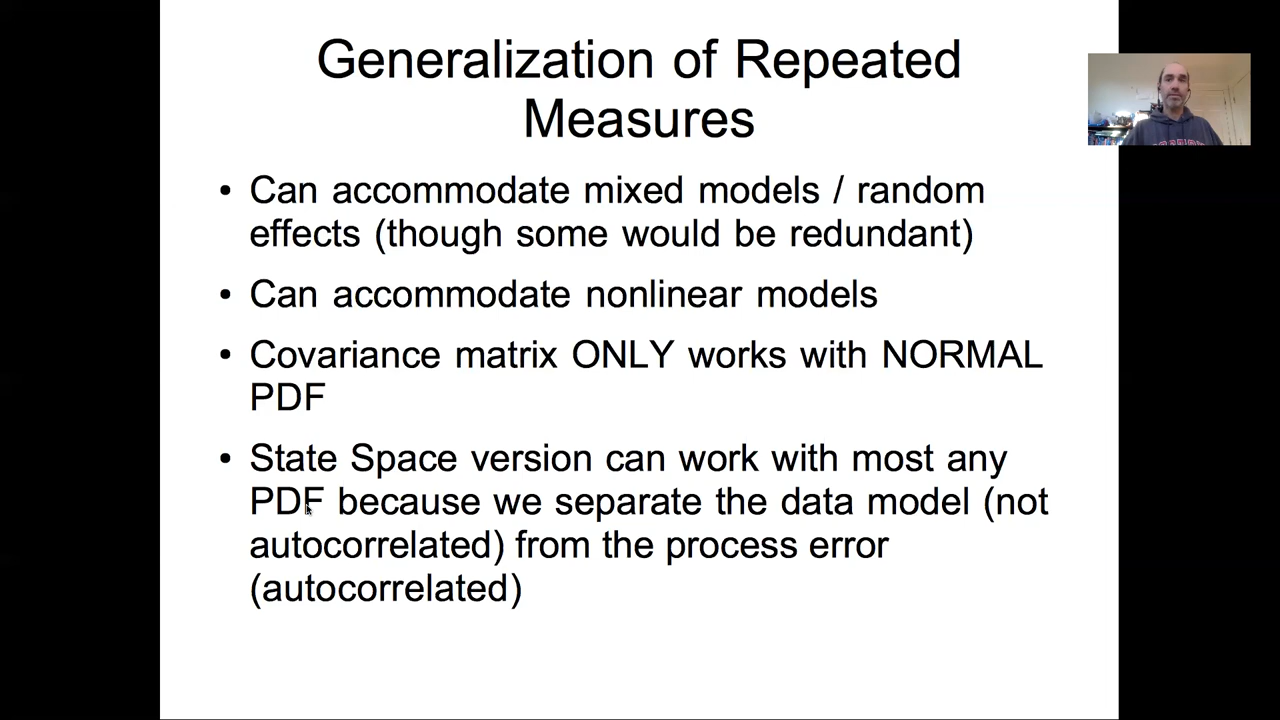 Generalization of Repeated
Measures
• Can accommodate mixed models / random
effects (though some would be redundant)
• Can accommodate nonlinear models
• Covariance matrix ONLY works with NORMAL
PDF
• State Space version can work with most any
PDF because we separate the data model (not
autocorrelated) from the process error
(autocorrelated)